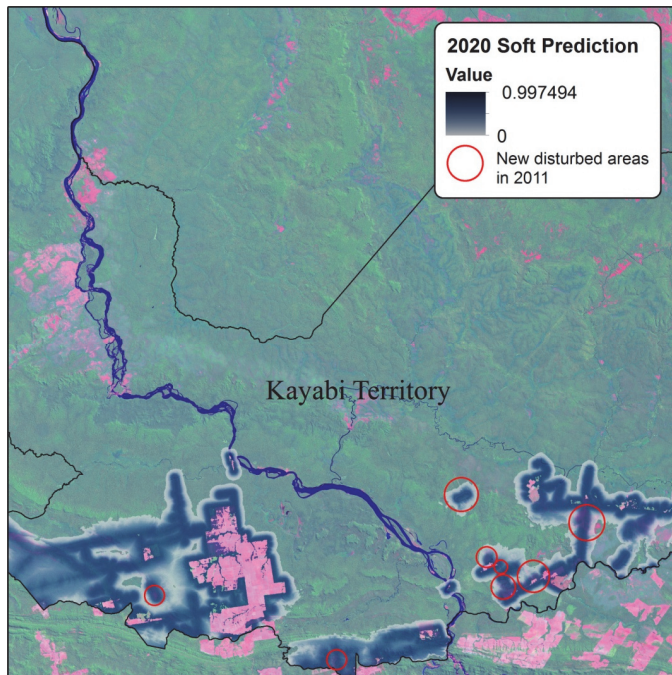 2020 Soft Prediction
Value
0.997494
0
New disturbed areas
in 2011
Kayabi Territory